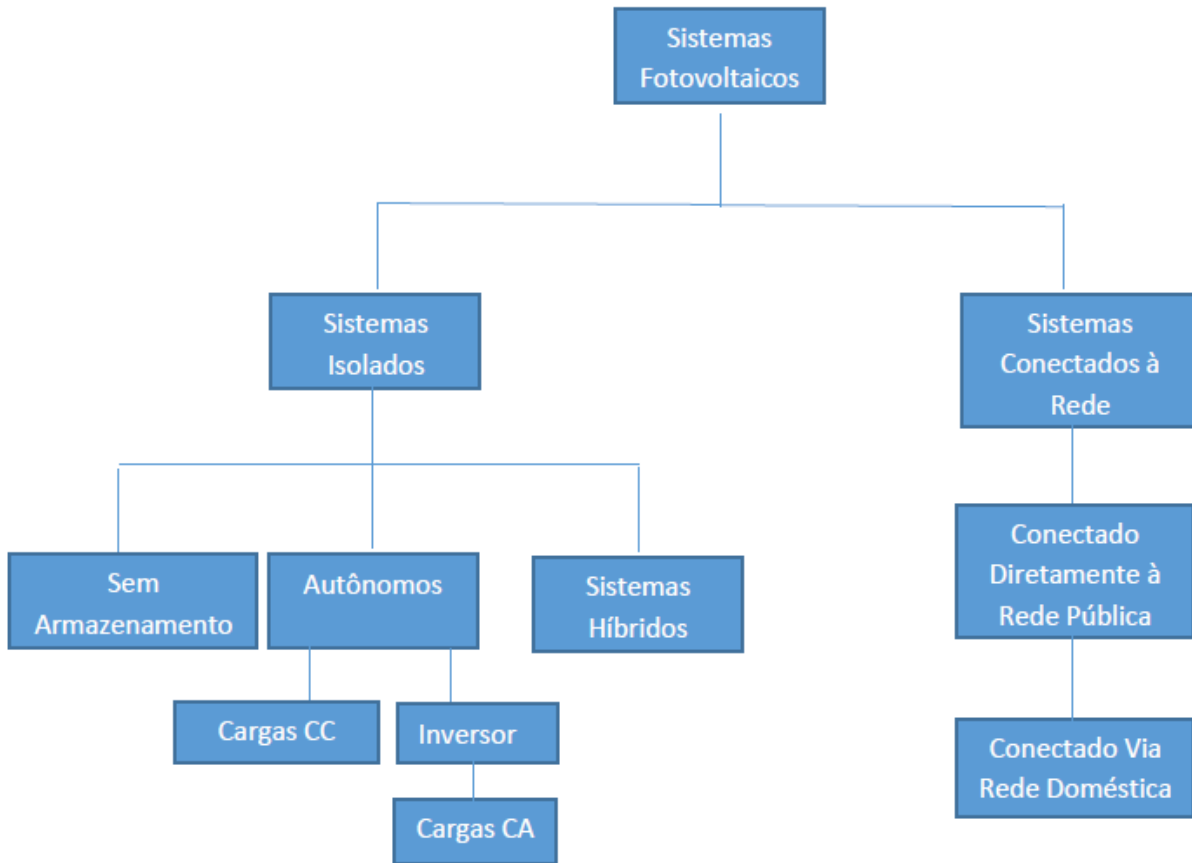 Sistemas
Fotovoltaicos
Sistemas
Isolados
Sistemas
Conectados à
Rede
Sem
Armazenamento
Autônomos
Sistemas
Híbridos
Conectado
Diretamente à
Rede Pública
Cargas CC
Inversor
Cargas CA
Conectado Via
Rede Doméstica